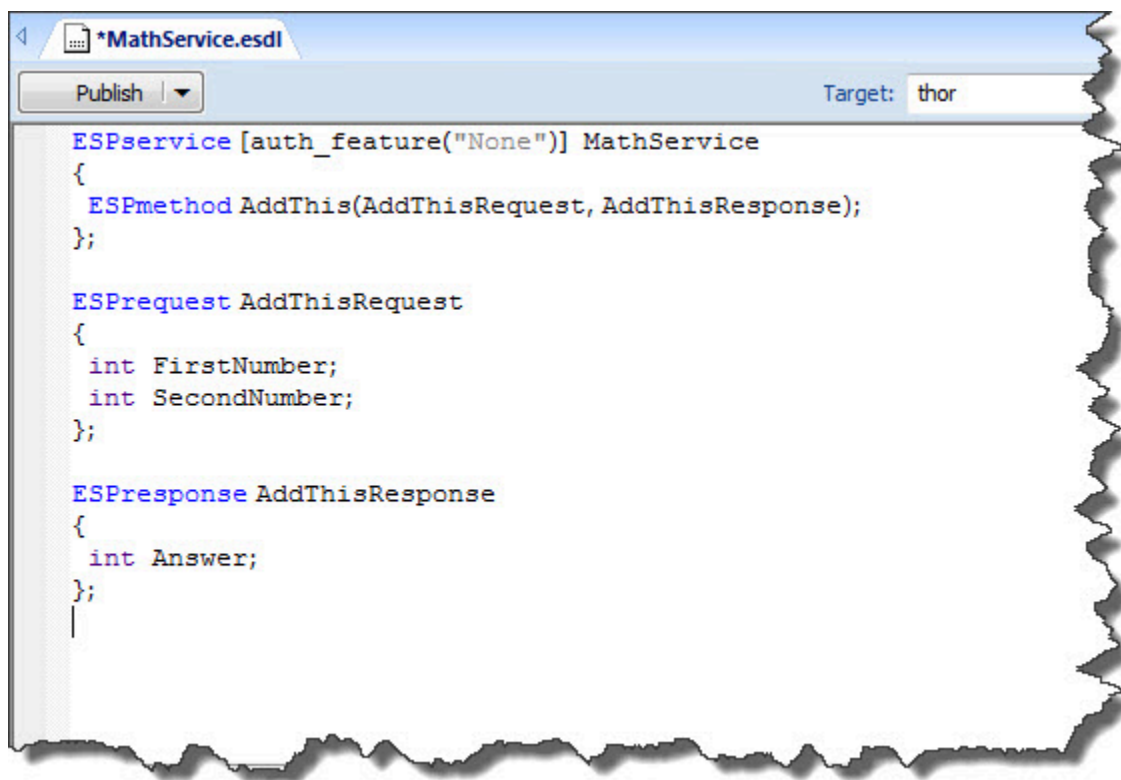 *MathService.esdl
Publish Target: thor
ESPservice [auth_feature("None")] MathService
{
ESPmethod AddThis(AddThisRequest, AddThisResponse);
};
ESPrequest AddThisRequest
{
int FirstNumber;
int SecondNumber;
};
ESPresponse AddThisResponse
{
int Answer;
};